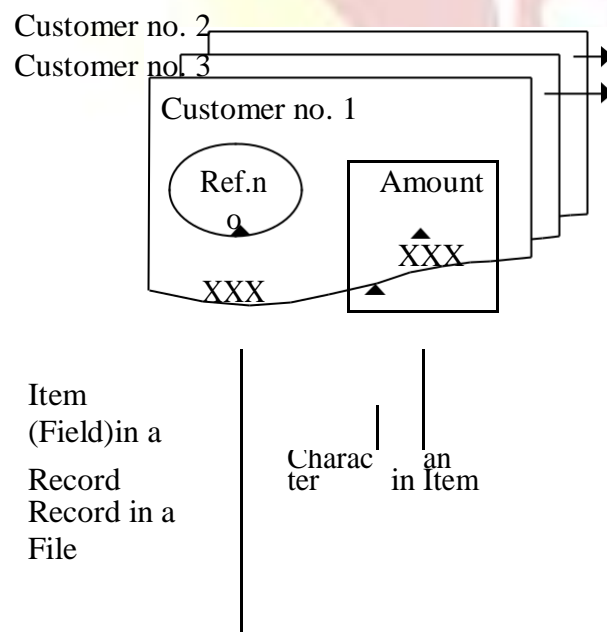 Customer no. 2
Customer no. 3
Customer no. 1
Ref.n
o
Amount
XXX
XXX
Item
(Field)in a
Record
Record in a
File
Charac
ter
an
in Item